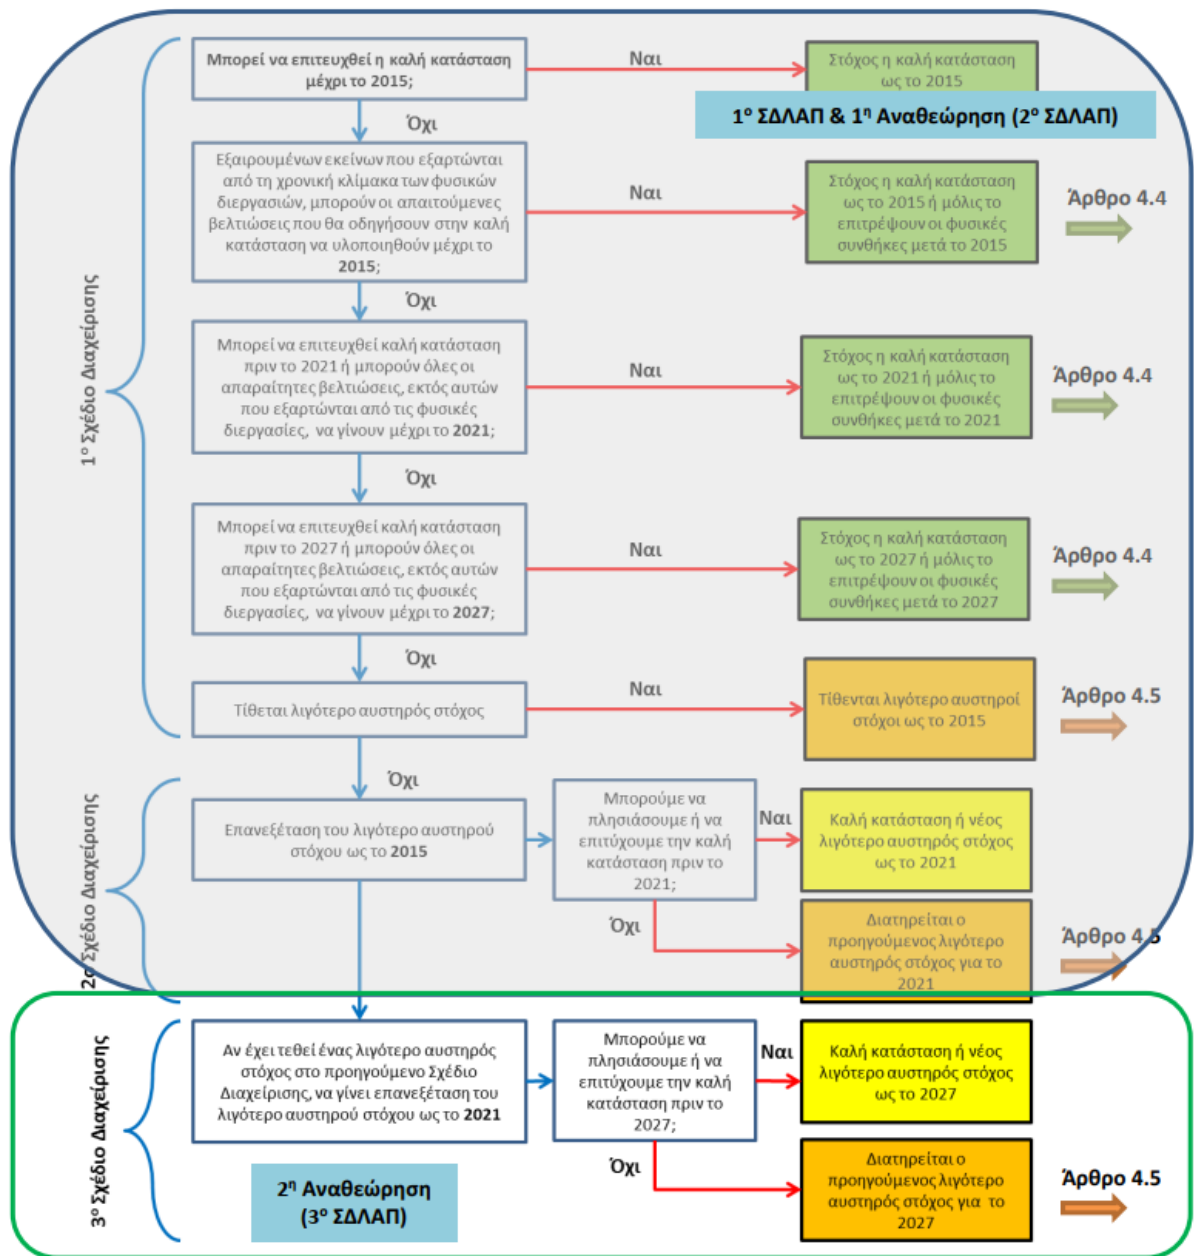 Μπορεί να επιτευχθεί η καλή κατάσταση
μέχρι το 2015;
Ναι
Στόχος η καλή κατάσταση
ως το 2015
1º ΣΔΛΑΠ & 1η Αναθεώρηση (2º ΣΔΛΑΠ)
Όχι
Εξαιρουμένων εκείνων που εξαρτώνται
από τη χρονική κλίμακα των φυσικών
διεργασιών, μπορούν οι απαιτούμενες
βελτιώσεις που θα οδηγήσουν στην καλή
κατάσταση να υλοποιηθούν μέχρι το
2015;
Ναι
Στόχος η καλή κατάσταση
ως το 2015 ή μόλις το
επιτρέψουν οι φυσικές
συνθήκες μετά το 2015
Άρθρο 4.4
Όχι
1º Σχέδιο Διαχείρισης
Μπορεί να επιτευχθεί καλή κατάσταση
πριν το 2021 ή μπορούν όλες οι
απαραίτητες βελτιώσεις, εκτός αυτών
που εξαρτώνται από τις φυσικές
διεργασίες, να γίνουν μέχρι το 2021;
Ναι
Στόχος η καλή κατάσταση
ως το 2021 ή μόλις το
επιτρέψουν οι φυσικές
συνθήκες μετά το 2021
Άρθρο 4.4
Όχι
Μπορεί να επιτευχθεί καλή κατάσταση
πριν το 2027 ή μπορούν όλες οι
απαραίτητες βελτιώσεις, εκτός αυτών
που εξαρτώνται από τις φυσικές
διεργασίες, να γίνουν μέχρι το 2027;
Ναι
Στόχος η καλή κατάσταση
ως το 2027 ή μόλις το
επιτρέψουν οι φυσικές
συνθήκες μετά το 2027
Άρθρο 4.4
Όχι
Τίθεται λιγότερο αυστηρός στόχος
Ναι
Τίθενται λιγότερο αυστηροί
στόχοι ως το 2015
Άρθρο 4.5
Όχι
2ο Σχέδιο Διαχείρισης
Επανεξέταση του λιγότερο αυστηρού
στόχου ως το 2015
Μπορούμε να
πλησιάσουμε ή να
επιτύχουμε την καλή
κατάσταση πριν το
2021;
Ναι
Καλή κατάσταση ή νέος
λιγότερο αυστηρός στόχος
ως το 2021
Όχι
Διατηρείται ο
προηγούμενος λιγότερο
αυστηρός στόχος για το
2021
Άρθρο 4.5
3º Σχέδιο Διαχείρισης
Αν έχει τεθεί ένας λιγότερο αυστηρός
στόχος στο προηγούμενο Σχέδιο
Διαχείρισης, να γίνει επανεξέταση του
λιγότερο αυστηρού στόχου ως το 2021
Μπορούμε να
πλησιάσουμε ή να
επιτύχουμε την καλή
κατάσταση πριν το
2027;
Ναι
Καλή κατάσταση ή νέος
λιγότερο αυστηρός στόχος
ως το 2027
Όχι
Διατηρείται ο
προηγούμενος λιγότερο
αυστηρός στόχος για το
2027
Άρθρο 4.5
2η Αναθεώρηση
(3º ΣΔΛΑΠ)